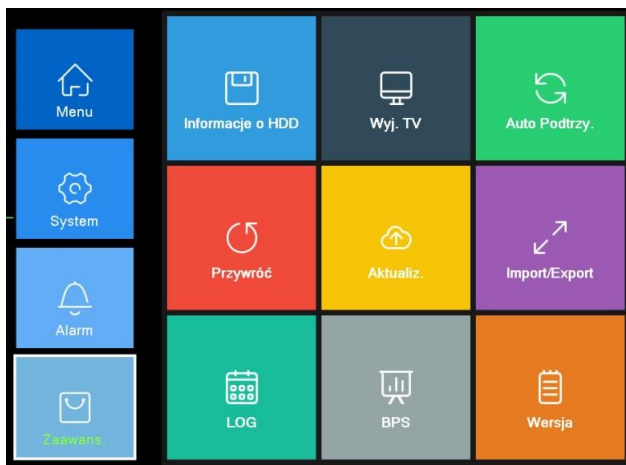 Menu
System
Alarm
Zaawans.
Informacje o HDD
Wyj. TV
Auto Podtrzy.
Przywróć
Aktualiz.
Import/Export
LOG
BPS
Wersja